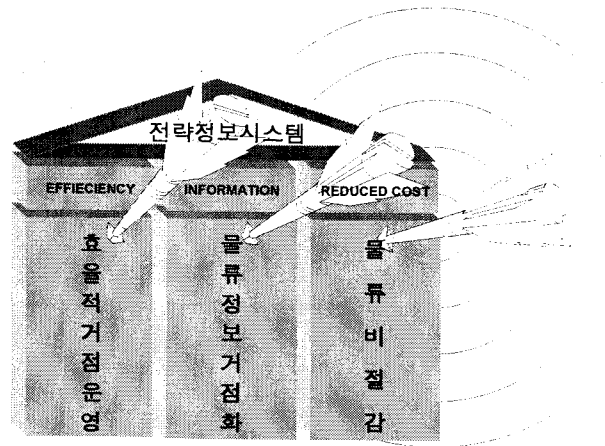 전략정보시스템
EFFIECIENCY
INFORMATION
REDUCED COST
효율적거점운영
물류정보거점화
물류비절감